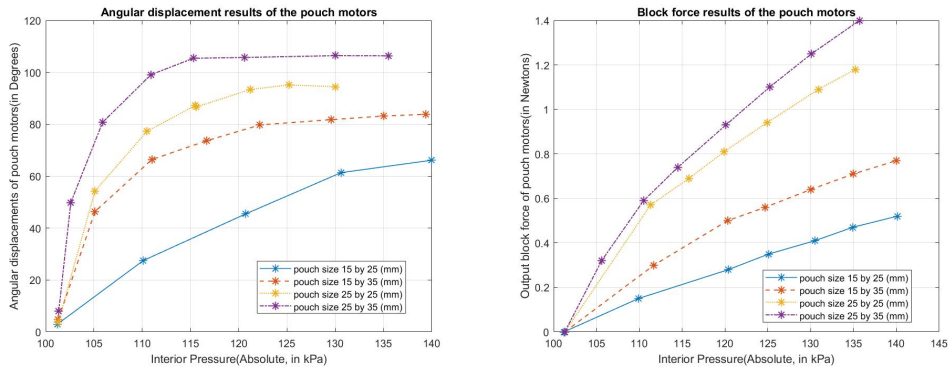 Angular displacement results of the pouch motors
120
100
80
60
40
20
0
Angular displacements of pouch motors(in Degrees)
100 105 110 115 120 125 130 135 140
Interior Pressure(Absolute, in kPa)
pouch size 15 by 25 (mm)
pouch size 15 by 35 (mm)
pouch size 25 by 25 (mm)
pouch size 25 by 35 (mm)
Block force results of the pouch motors
1.4
1.2
1
0.8
0.6
0.4
0.2
0
Output block force of pouch motors(in Newtons)
100 105 110 115 120 125 130 135 140 145
Interior Pressure(Absolute, in kPa)
pouch size 15 by 25 (mm)
pouch size 15 by 35 (mm)
pouch size 25 by 25 (mm)
pouch size 25 by 35 (mm)